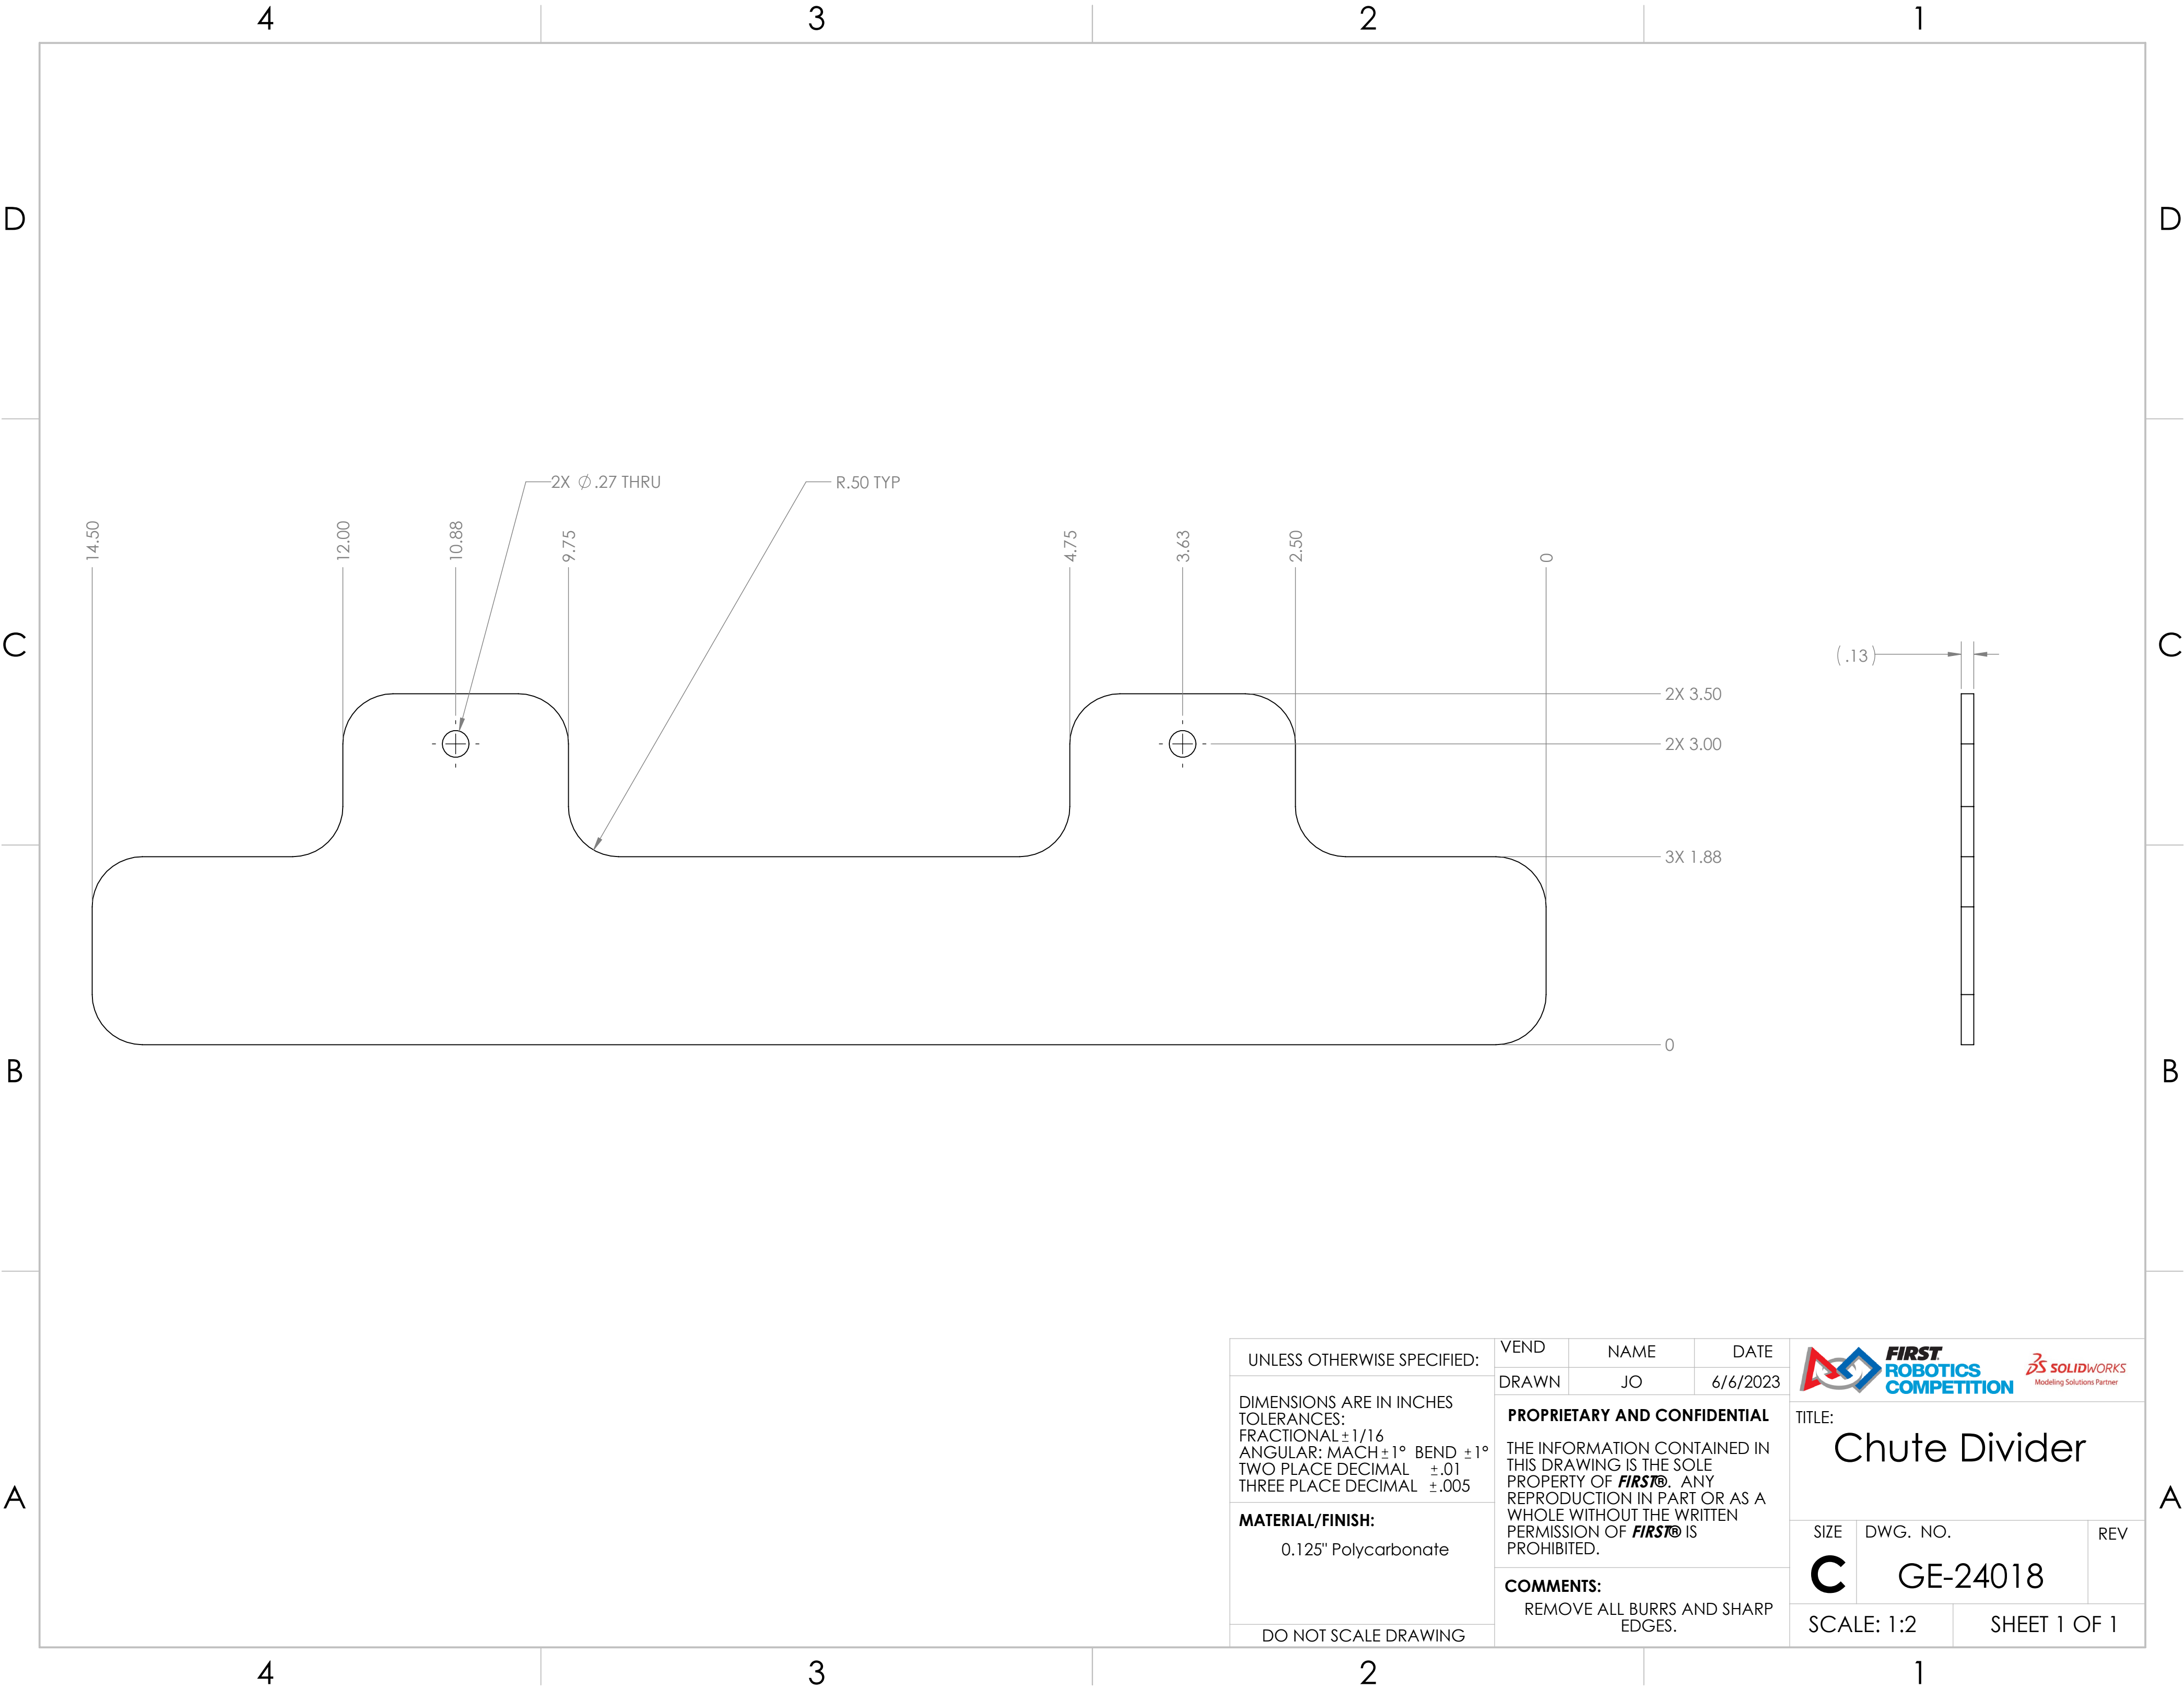 4
3
2
1
D
D
2X ⌀.27 THRU
R.50 TYP
14.50
12.00
10.88
9.75
4.75
3.63
2.50
0
C
C
(.13)
2X 3.50
2X 3.00
3X 1.88
0
B
B
A
A
UNLESS OTHERWISE SPECIFIED:
DIMENSIONS ARE IN INCHES
TOLERANCES:
FRACTIONAL±1/16
ANGULAR: MACH±1° BEND ±1°
TWO PLACE DECIMAL ±.01
THREE PLACE DECIMAL ±.005
MATERIAL/FINISH:
0.125" Polycarbonate
DO NOT SCALE DRAWING
VEND
NAME
DATE
DRAWN
JO
6/6/2023
PROPRIETARY AND CONFIDENTIAL
THE INFORMATION CONTAINED IN
THIS DRAWING IS THE SOLE
PROPERTY OF FIRST®. ANY
REPRODUCTION IN PART OR AS A
WHOLE WITHOUT THE WRITTEN
PERMISSION OF FIRST® IS
PROHIBITED.
COMMENTS:
REMOVE ALL BURRS AND SHARP
EDGES.
FIRST
ROBOTICS
COMPETITION
SOLIDWORKS
Modeling Solutions Partner
TITLE:
Chute Divider
SIZE
C
DWG. NO.
GE-24018
REV
SCALE: 1:2
SHEET 1 OF 1
4
3
2
1